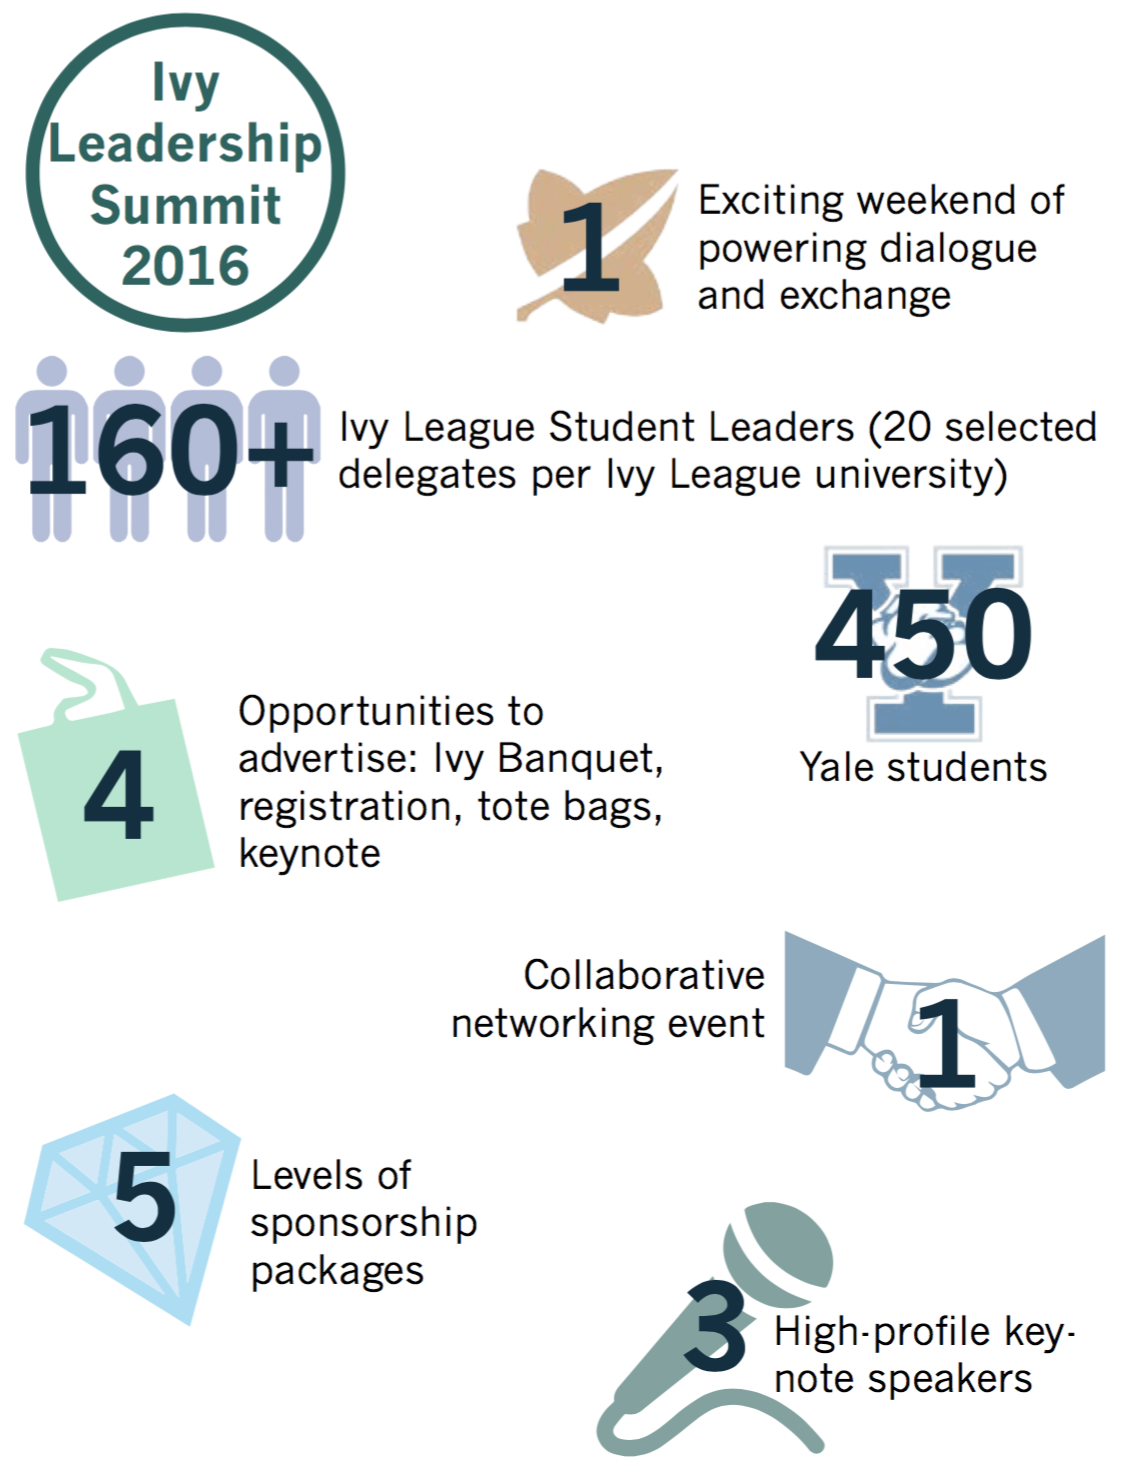 Ivy
Leadership
Summit
2016
1
Exciting weekend of
powering dialogue
and exchange
160+
Ivy League Student Leaders (20 selected
delegates per Ivy League university)
450
Yale students
4
Opportunities to
advertise: Ivy Banquet,
registration, tote bags,
keynote
Collaborative
networking event
1
5
Levels of
sponsorship
packages
3
High-profile key-
note speakers